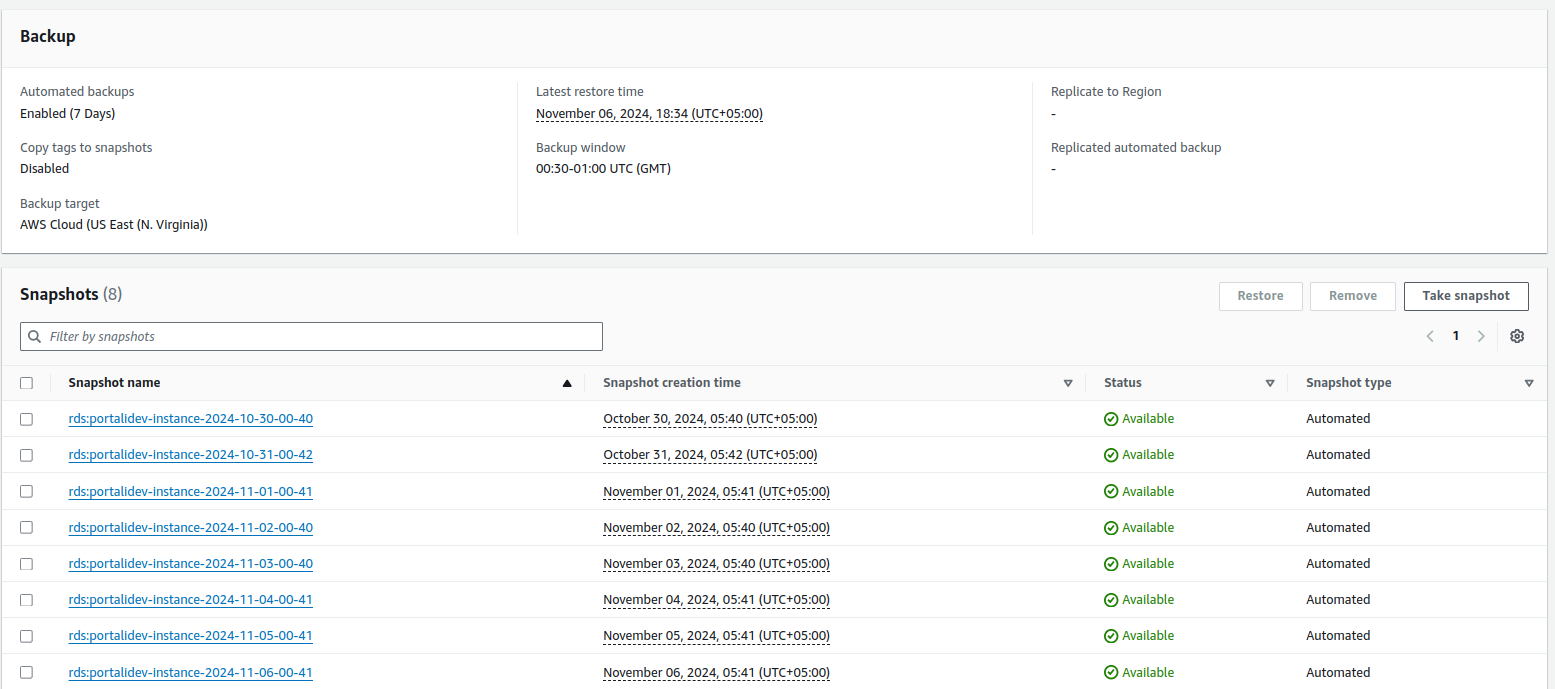 Backup
Automated backups
Enabled (7 Days)
Copy tags to snapshots
Disabled
Backup target
AWS Cloud (US East (N. Virginia))
Latest restore time
November 06, 2024, 18:34 (UTC+05:00)
Backup window
00:30-01:00 UTC (GMT)
Replicate to Region
-
Replicated automated backup
-
Snapshots (8)
Restore Remove Take snapshot
Filter by snapshots
1
Snapshot name Snapshot creation time Status Snapshot type
rds:portalidev-instance-2024-10-30-00-40 October 30, 2024, 05:40 (UTC+05:00) Available Automated
rds:portalidev-instance-2024-10-31-00-42 October 31, 2024, 05:42 (UTC+05:00) Available Automated
rds:portalidev-instance-2024-11-01-00-41 November 01, 2024, 05:41 (UTC+05:00) Available Automated
rds:portalidev-instance-2024-11-02-00-40 November 02, 2024, 05:40 (UTC+05:00) Available Automated
rds:portalidev-instance-2024-11-03-00-40 November 03, 2024, 05:40 (UTC+05:00) Available Automated
rds:portalidev-instance-2024-11-04-00-41 November 04, 2024, 05:41 (UTC+05:00) Available Automated
rds:portalidev-instance-2024-11-05-00-41 November 05, 2024, 05:41 (UTC+05:00) Available Automated
rds:portalidev-instance-2024-11-06-00-41 November 06, 2024, 05:41 (UTC+05:00) Available Automated